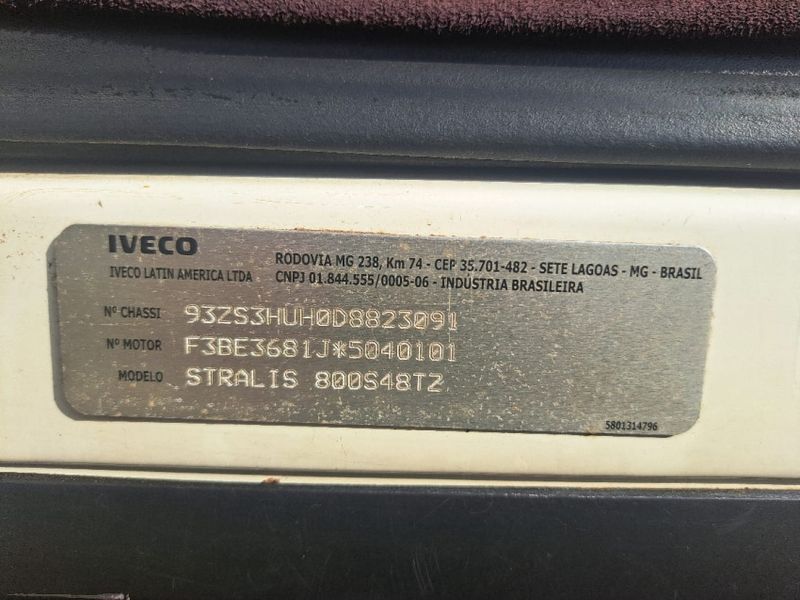 IVECO
IVECO LATIN AMERICA LTDA
RODOVIA MG 238, Km 74 - CEP 35.701-482 - SETE LAGOAS - MG - BRASIL
CNPJ 01.844.555/0005-06 - INDÚSTRIA BRASILEIRA
Nº CHASSI 93ZS3HUH0D8823091
Nº MOTOR F3BE3681J*5040101
MODELO STRALIS 800S48TZ
5801314796